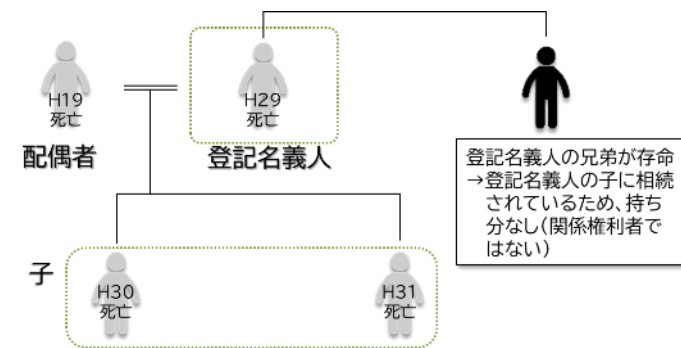 H19
死亡
配偶者
H29
死亡
登記名義人
登記名義人の兄弟が存命
→登記名義人の子に相続
されているため、持ち
分なし(関係権利者で
はない)
子
H30
死亡
H31
死亡